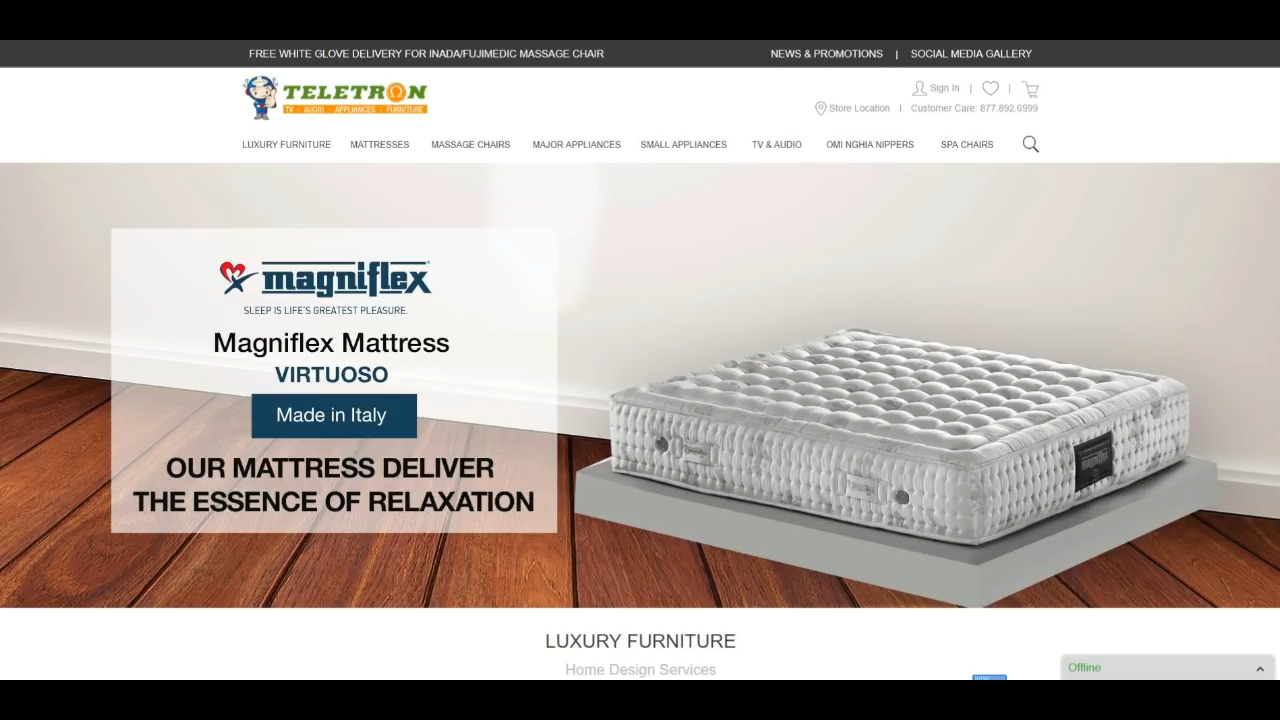 FREE WHITE GLOVE DELIVERY FOR INADA/FUJIMEDIC MASSAGE CHAIR
NEWS & PROMOTIONS | SOCIAL MEDIA GALLERY
TELETRON
TV - AUDIO - APPLIANCES - FURNITURE
Sign In | |
Store Location | Customer Care: 877.892.6999
LUXURY FURNITURE MATTRESSES MASSAGE CHAIRS MAJOR APPLIANCES SMALL APPLIANCES TV & AUDIO OMI NGHIA NIPPERS SPA CHAIRS
magniflex
SLEEP IS LIFE'S GREATEST PLEASURE.
Magniflex Mattress
VIRTUOSO
Made in Italy
OUR MATTRESS DELIVER
THE ESSENCE OF RELAXATION
magniflex
LUXURY FURNITURE
Home Design Services
Offline